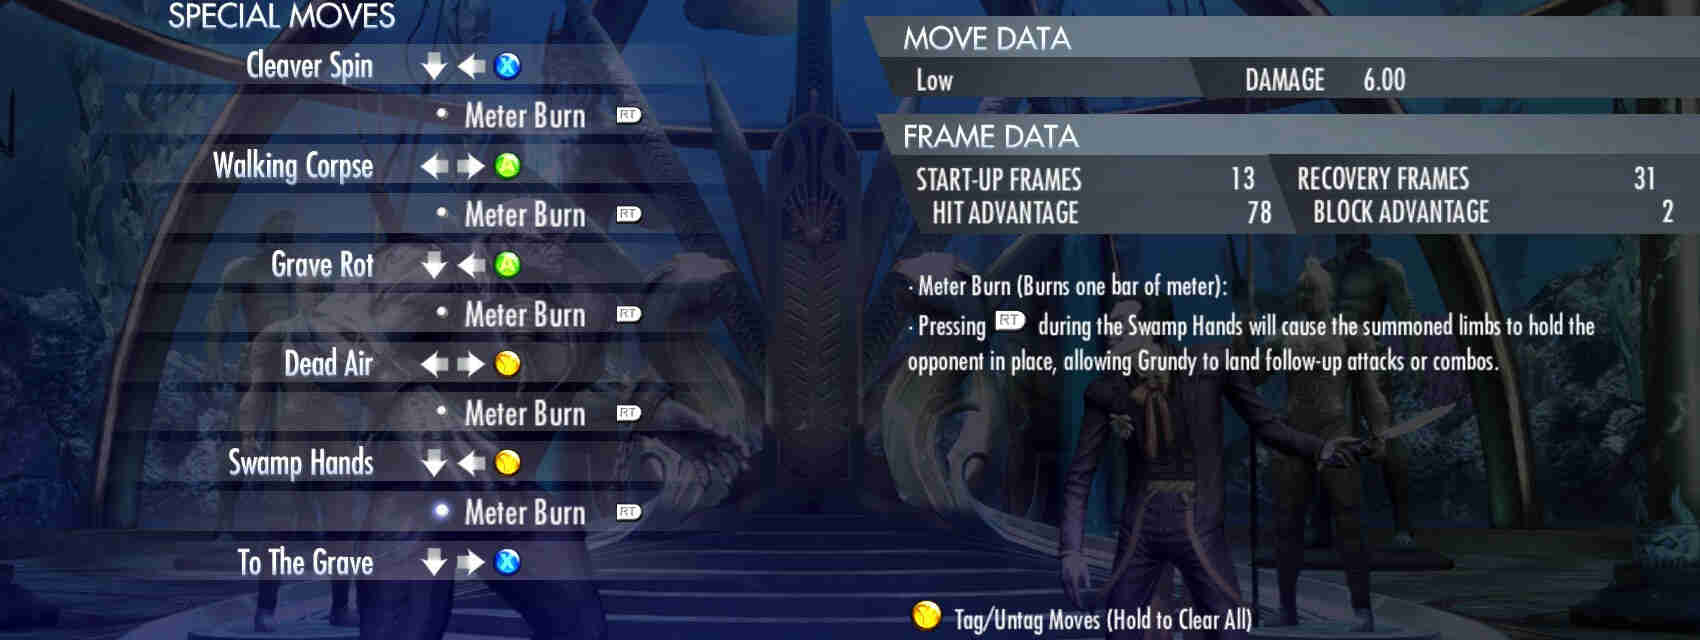 SPECIAL MOVES
Cleaver Spin X
Meter Burn RT
Walking Corpse A
Meter Burn RT
Grave Rot A
Meter Burn RT
Dead Air Y
Meter Burn RT
Swamp Hands Y
Meter Burn RT
To The Grave X
MOVE DATA
Low DAMAGE 6.00
FRAME DATA
START-UP FRAMES 13 RECOVERY FRAMES 31
HIT ADVANTAGE 78 BLOCK ADVANTAGE 2
· Meter Burn (Burns one bar of meter):
· Pressing RT during the Swamp Hands will cause the summoned limbs to hold the
opponent in place, allowing Grundy to land follow-up attacks or combos.
Y Tag/Untag Moves (Hold to Clear All)